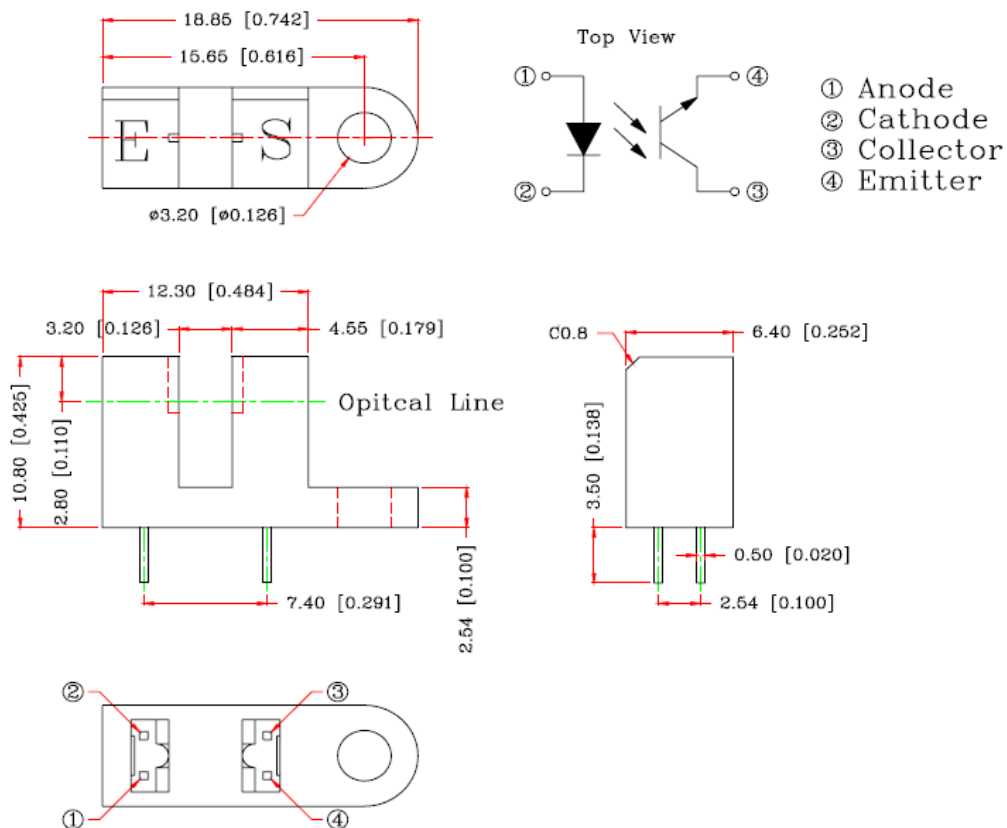 18.85 [0.742]
15.65 [0.616]
E S
ø3.20 [ø0.126]
Top View
① ④
② ③
① Anode
② Cathode
③ Collector
④ Emitter
12.30 [0.484]
3.20 [0.126]
4.55 [0.179]
10.80 [0.425]
2.80 [0.110]
Opitcal Line
7.40 [0.291]
2.54 [0.100]
C0.8
6.40 [0.252]
3.50 [0.138]
0.50 [0.020]
2.54 [0.100]
② ③
① ④